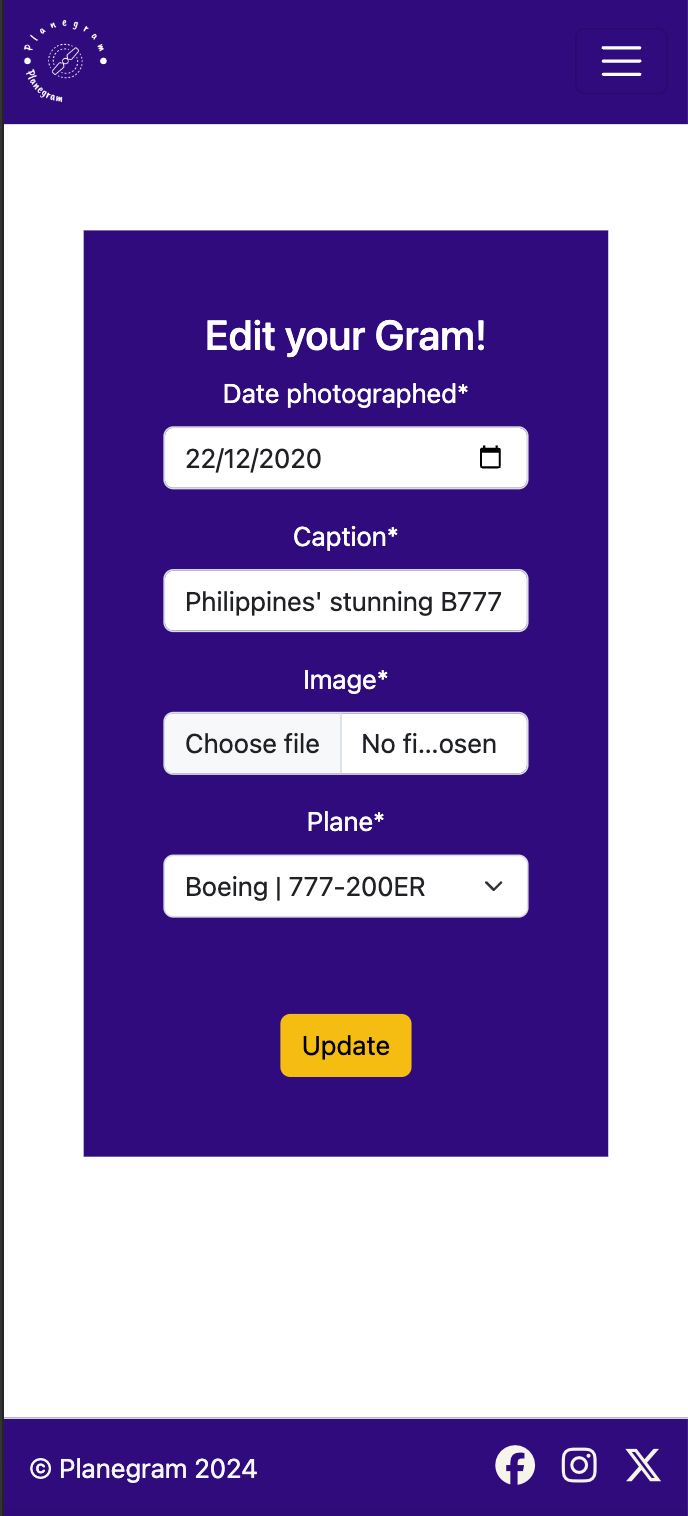 Planegram
Planegram
Edit your Gram!
Date photographed*
22/12/2020
Caption*
Philippines' stunning B777
Image*
Choose file
No fi...osen
Plane*
Boeing | 777-200ER
Update
© Planegram 2024